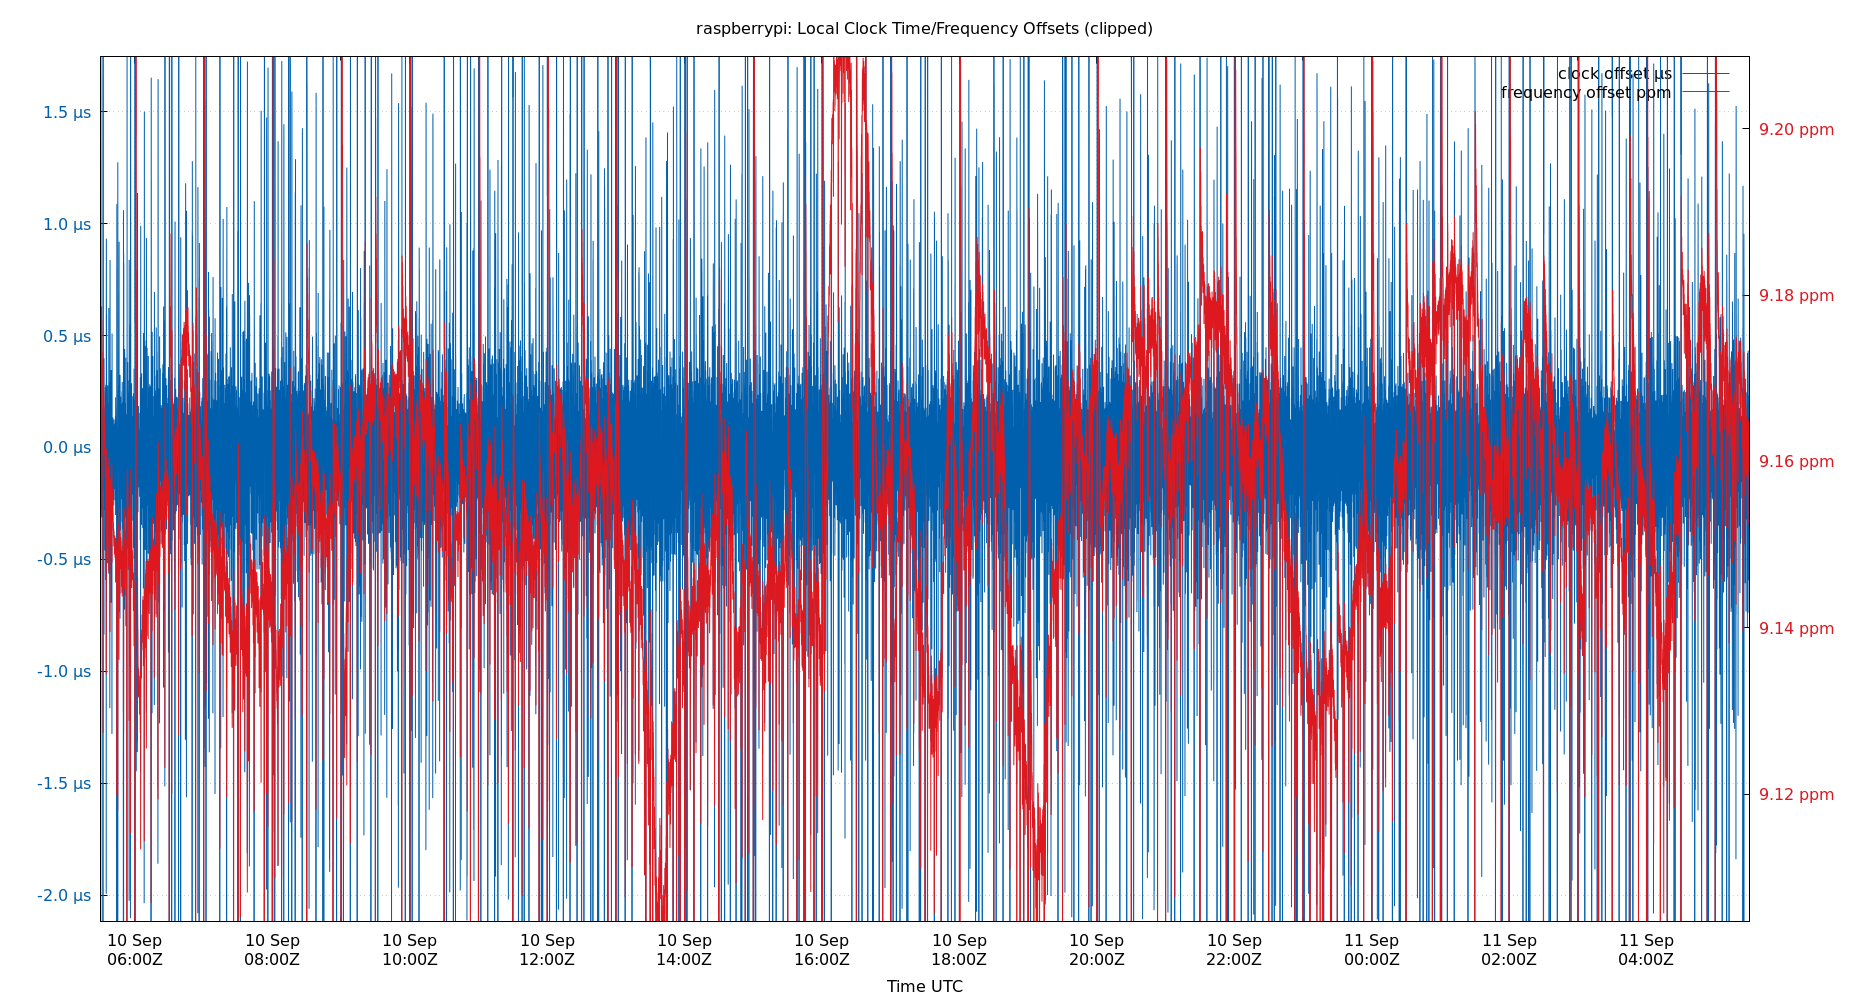 raspberrypi: Local Clock Time/Frequency Offsets (clipped)
clock offset µs
frequency offset ppm
1.5 µs
1.0 µs
0.5 µs
0.0 µs
-0.5 µs
-1.0 µs
-1.5 µs
-2.0 µs
9.20 ppm
9.18 ppm
9.16 ppm
9.14 ppm
9.12 ppm
10 Sep 10 Sep 10 Sep 10 Sep 10 Sep 10 Sep 10 Sep 10 Sep 10 Sep 11 Sep 11 Sep 11 Sep
06:00Z 08:00Z 10:00Z 12:00Z 14:00Z 16:00Z 18:00Z 20:00Z 22:00Z 00:00Z 02:00Z 04:00Z
Time UTC